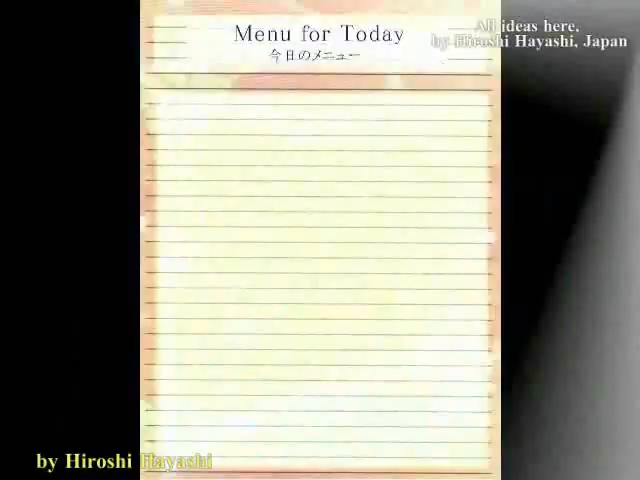 Menu for Today
今日のメニュー
All ideas here,
by Hiroshi Hayashi, Japan
by Hiroshi Hayashi